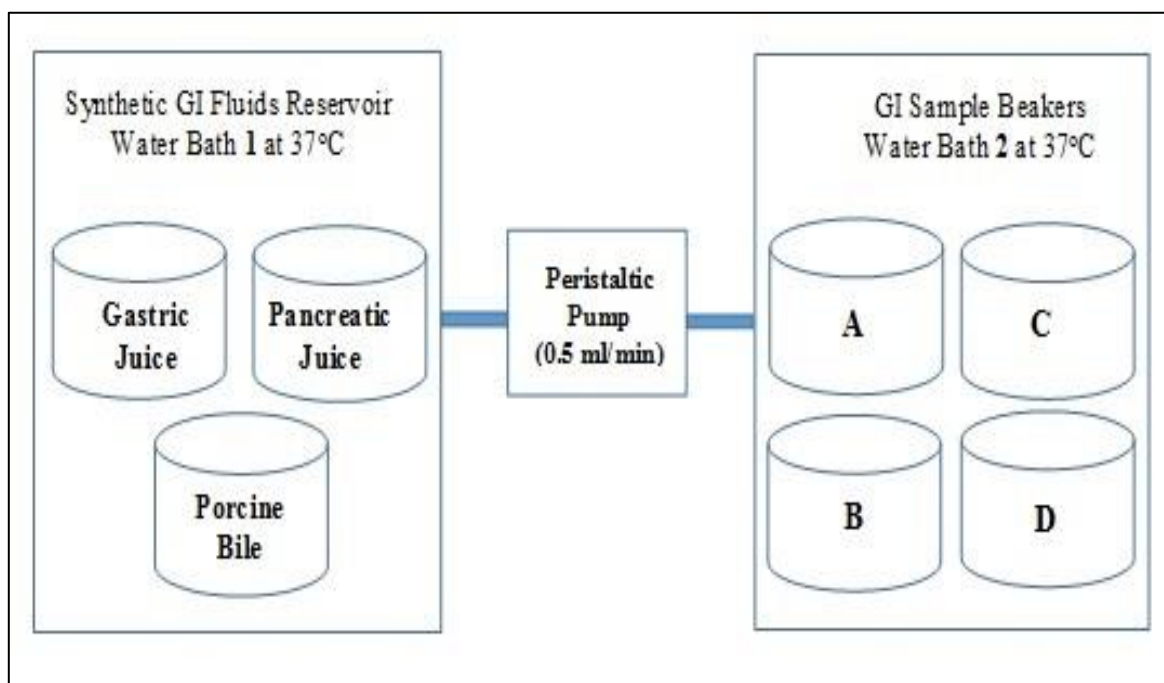 Synthetic GI Fluids Reservoir
Water Bath 1 at 37°C
Gastric
Juice
Pancreatic
Juice
Porcine
Bile
Peristaltic
Pump
(0.5 ml/min)
GI Sample Beakers
Water Bath 2 at 37°C
A
C
B
D